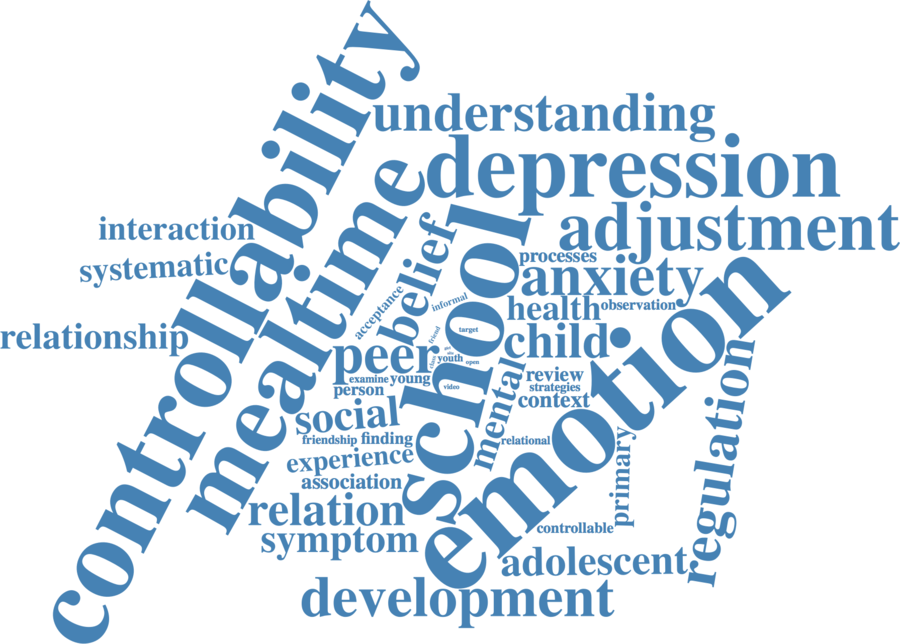 controllability
understanding
mealtime
depression
adjustment
interaction
belief
school
systematic
processes
anxiety
emotion
acceptance
informal
health
observation
relationship
friend
target
child
peer
youth
open
class
examine
young
video
review
strategies
person
mental
context
regulation
social
friendship
finding
relational
experience
primary
association
relation
controllable
symptom
adolescent
development